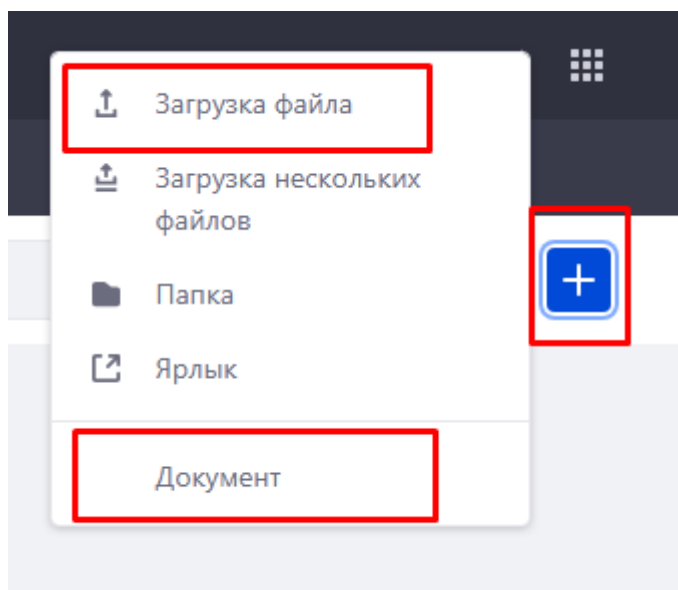 Загрузка файла
Загрузка нескольких
файлов
Папка
Ярлык
Документ